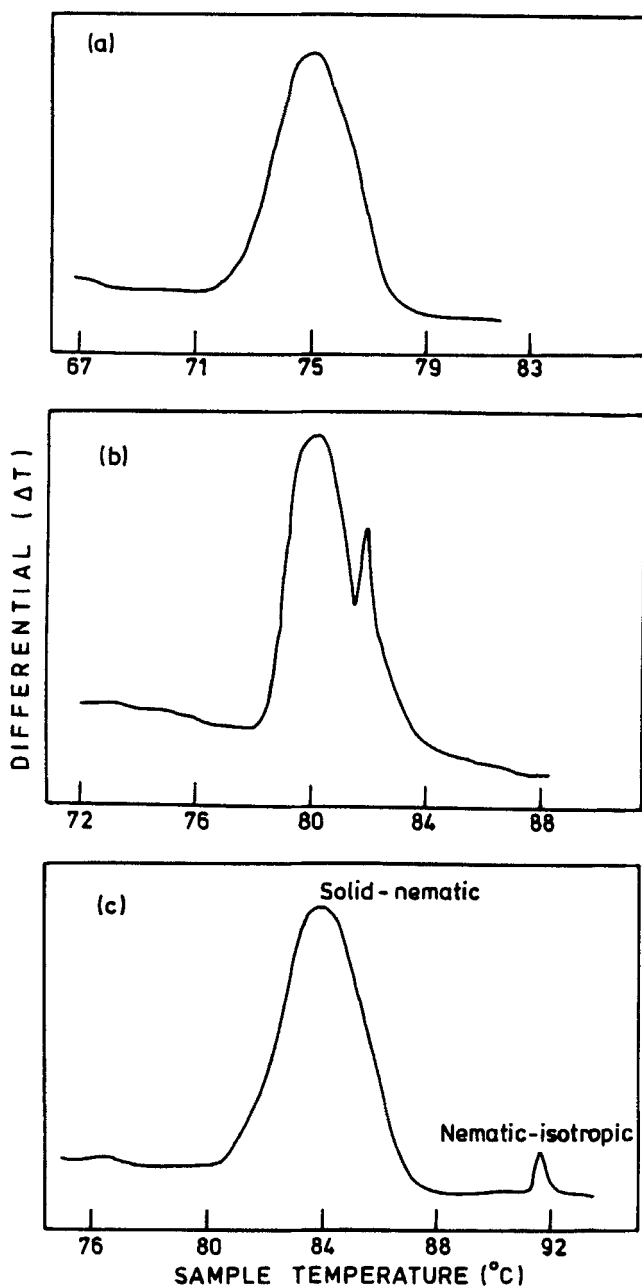 (a)
67 71 75 79 83
(b)
72 76 80 84 88
DIFFERENTIAL (ΔT)
(c)
Solid-nematic
Nematic-isotropic
76 80 84 88 92
SAMPLE TEMPERATURE (°C)